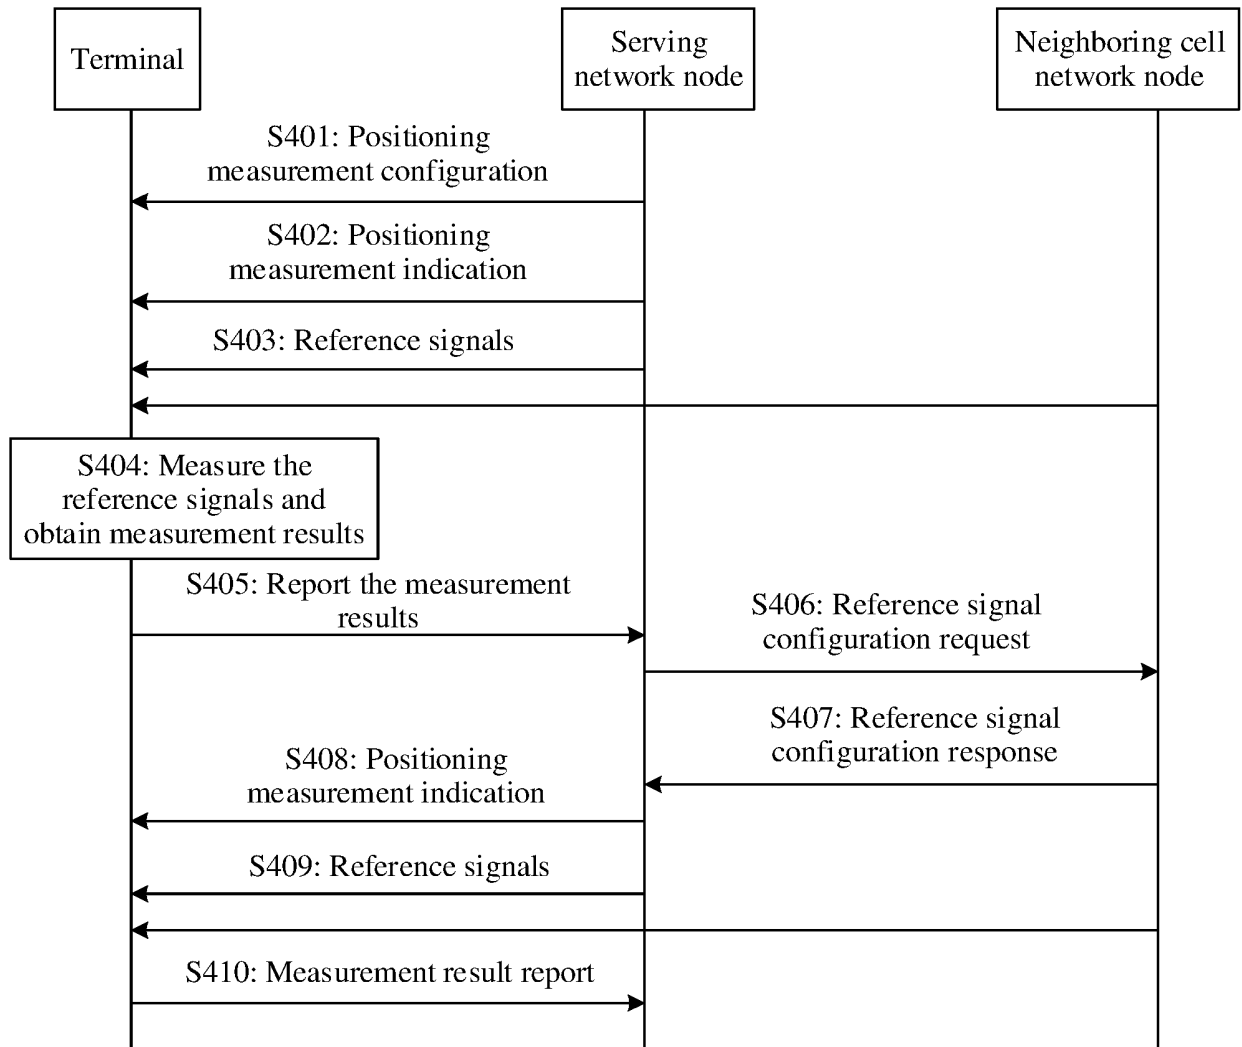 Terminal
Serving
network node
Neighboring cell
network node
S401: Positioning
measurement configuration
S402: Positioning
measurement indication
S403: Reference signals
S404: Measure the
reference signals and
obtain measurement results
S405: Report the measurement
results
S406: Reference signal
configuration request
S407: Reference signal
configuration response
S408: Positioning
measurement indication
S409: Reference signals
S410: Measurement result report